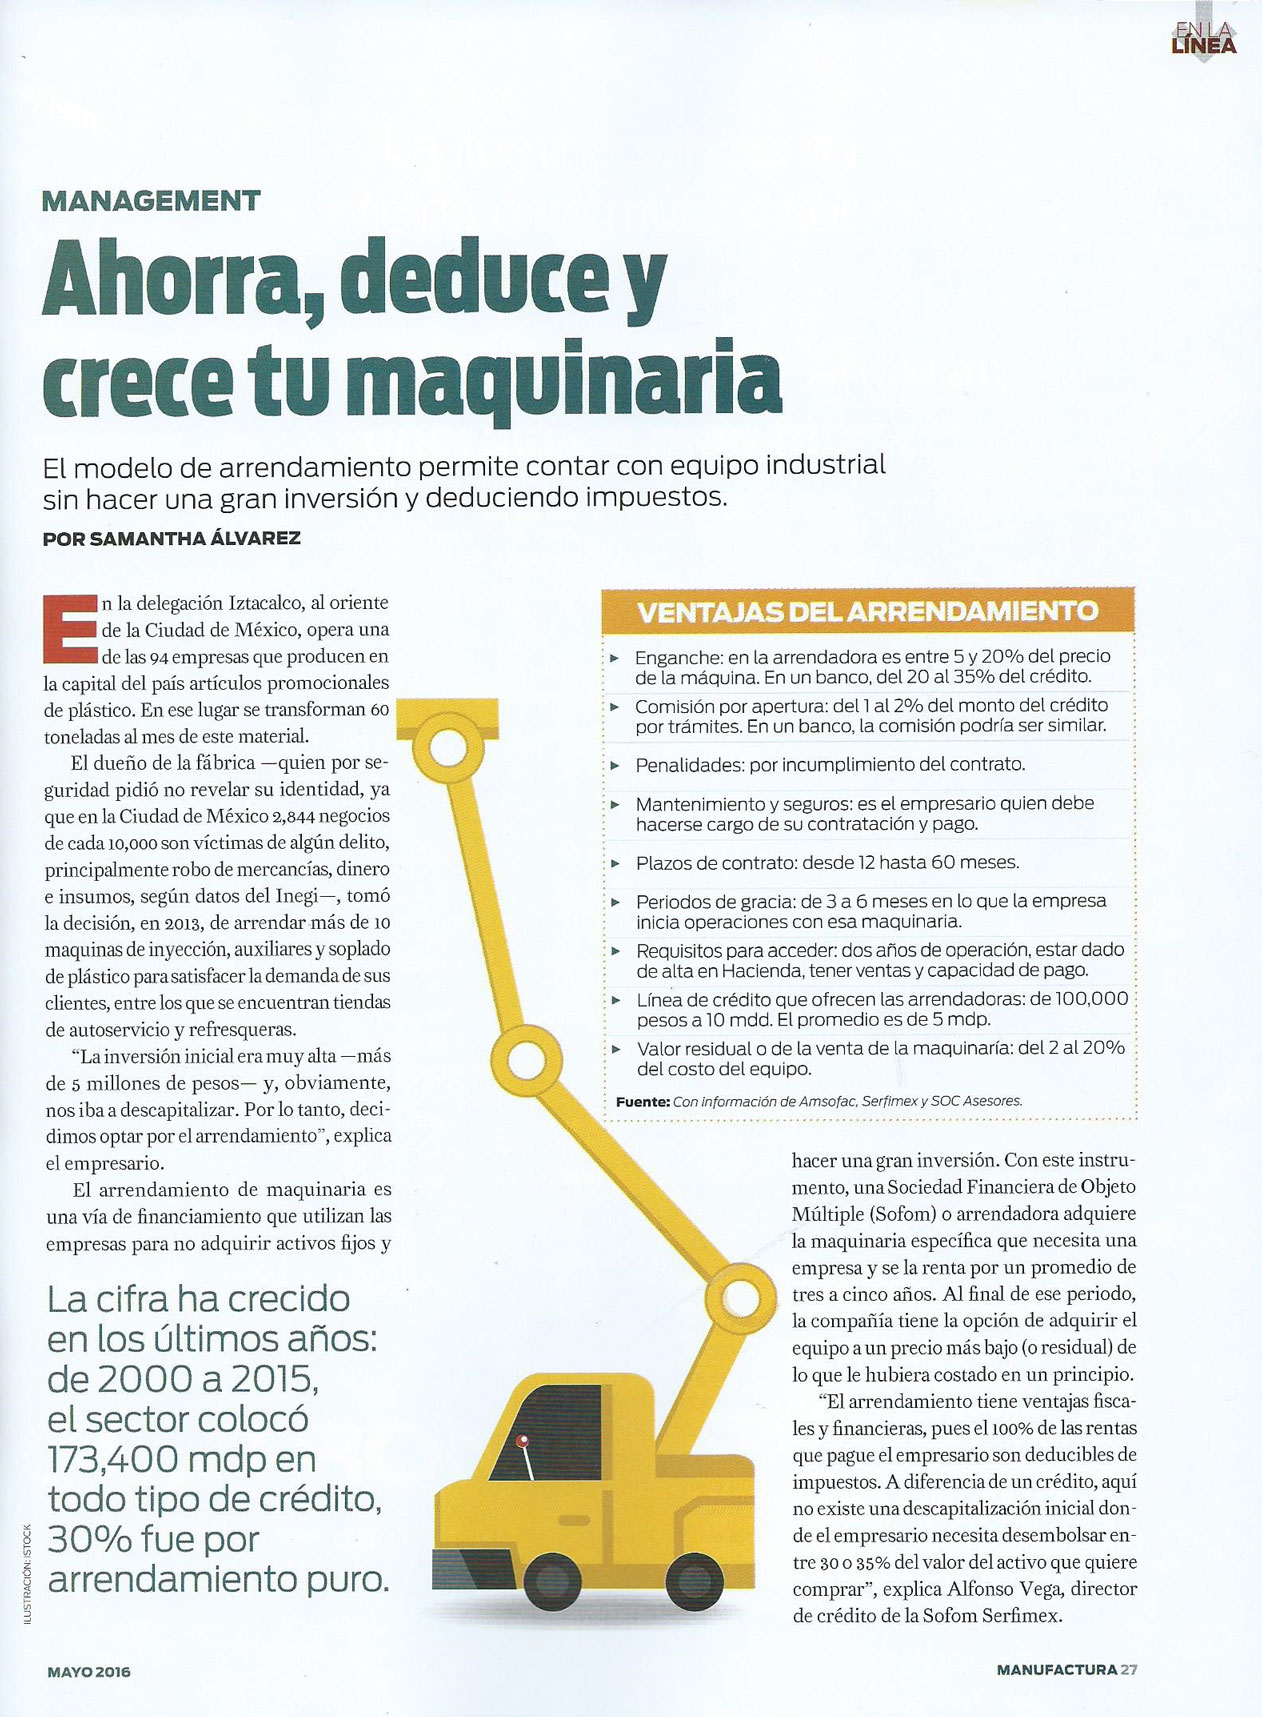 EN LA
LÍNEA
MANAGEMENT
Ahorra, deduce y
crece tu maquinaria
El modelo de arrendamiento permite contar con equipo industrial
sin hacer una gran inversión y deduciendo impuestos.
POR SAMANTHA ÁLVAREZ
En la delegación Iztacalco, al oriente
de la Ciudad de México, opera una
de las 94 empresas que producen en
la capital del país artículos promocionales
de plástico. En ese lugar se transforman 60
toneladas al mes de este material.
El dueño de la fábrica —quien por se-
guridad pidió no revelar su identidad, ya
que en la Ciudad de México 2,844 negocios
de cada 10,000 son víctimas de algún delito,
principalmente robo de mercancías, dinero
e insumos, según datos del Inegi—, tomó
la decisión, en 2013, de arrendar más de 10
maquinas de inyección, auxiliares y soplado
de plástico para satisfacer la demanda de sus
clientes, entre los que se encuentran tiendas
de autoservicio y refresqueras.
“La inversión inicial era muy alta —más
de 5 millones de pesos— y, obviamente,
nos iba a descapitalizar. Por lo tanto, deci-
dimos optar por el arrendamiento”, explica
el empresario.
El arrendamiento de maquinaria es
una vía de financiamiento que utilizan las
empresas para no adquirir activos fijos y
La cifra ha crecido
en los últimos años:
de 2000 a 2015,
el sector colocó
173,400 mdp en
todo tipo de crédito,
30% fue por
arrendamiento puro.
VENTAJAS DEL ARRENDAMIENTO
Enganche: en la arrendadora es entre 5 y 20% del precio
de la máquina. En un banco, del 20 al 35% del crédito.
Comisión por apertura: del 1 al 2% del monto del crédito
por trámites. En un banco, la comisión podría ser similar.
Penalidades: por incumplimiento del contrato.
Mantenimiento y seguros: es el empresario quien debe
hacerse cargo de su contratación y pago.
Plazos de contrato: desde 12 hasta 60 meses.
Periodos de gracia: de 3 a 6 meses en lo que la empresa
inicia operaciones con esa maquinaria.
Requisitos para acceder: dos años de operación, estar dado
de alta en Hacienda, tener ventas y capacidad de pago.
Línea de crédito que ofrecen las arrendadoras: de 100,000
pesos a 10 mdd. El promedio es de 5 mdp.
Valor residual o de la venta de la maquinaría: del 2 al 20%
del costo del equipo.
Fuente: Con información de Amsofac, Serfimex y SOC Asesores.
hacer una gran inversión. Con este instru-
mento, una Sociedad Financiera de Objeto
Múltiple (Sofom) o arrendadora adquiere
la maquinaria específica que necesita una
empresa y se la renta por un promedio de
tres a cinco años. Al final de ese periodo,
la compañía tiene la opción de adquirir el
equipo a un precio más bajo (o residual) de
lo que le hubiera costado en un principio.
“El arrendamiento tiene ventajas fisca-
les y financieras, pues el 100% de las rentas
que pague el empresario son deducibles de
impuestos. A diferencia de un crédito, aquí
no existe una descapitalización inicial don-
de el empresario necesita desembolsar en-
tre 30 o 35% del valor del activo que quiere
comprar”, explica Alfonso Vega, director
de crédito de la Sofom Serfimex.
ILUSTRACIÓN: ISTOCK
MAYO 2016
MANUFACTURA 27